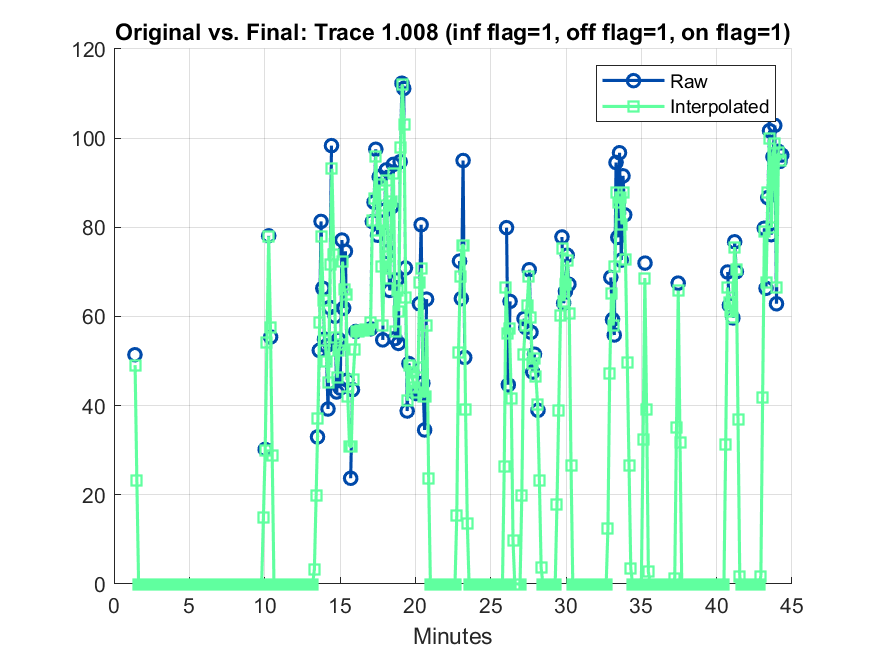 Original vs. Final: Trace 1.008 (inf flag=1, off flag=1, on flag=1)
120
100
80
60
40
20
0
Raw
Interpolated
0 5 10 15 20 25 30 35 40 45
Minutes